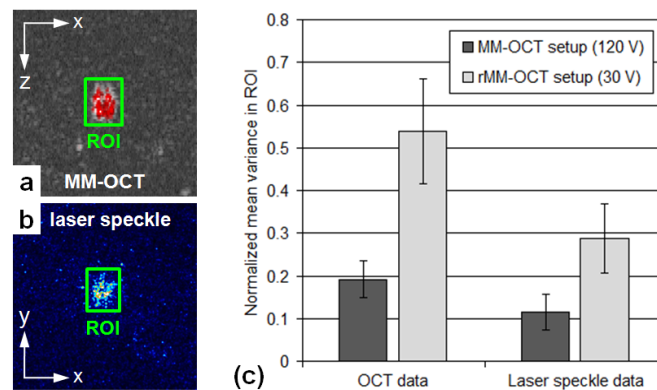 x
z
ROI
a
MM-OCT
b
laser speckle
ROI
y
x
(c)
Normalized mean variance in ROI
0.8
0.7
0.6
0.5
0.4
0.3
0.2
0.1
0
MM-OCT setup (120 V)
rMM-OCT setup (30 V)
OCT data
Laser speckle data